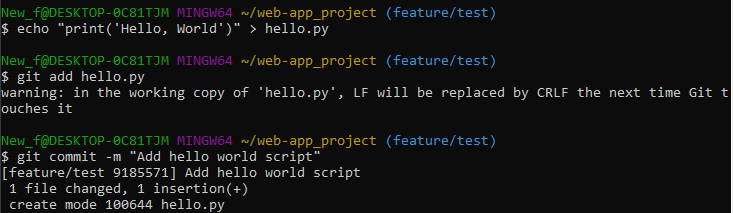 New_f@DESKTOP-0C81TJM MINGW64 ~/web-app_project (feature/test)
$ echo "print('Hello, World')" > hello.py
New_f@DESKTOP-0C81TJM MINGW64 ~/web-app_project (feature/test)
$ git add hello.py
warning: in the working copy of 'hello.py', LF will be replaced by CRLF the next time Git t
ouches it
New_f@DESKTOP-0C81TJM MINGW64 ~/web-app_project (feature/test)
$ git commit -m "Add hello world script"
[feature/test 9185571] Add hello world script
 1 file changed, 1 insertion(+)
 create mode 100644 hello.py